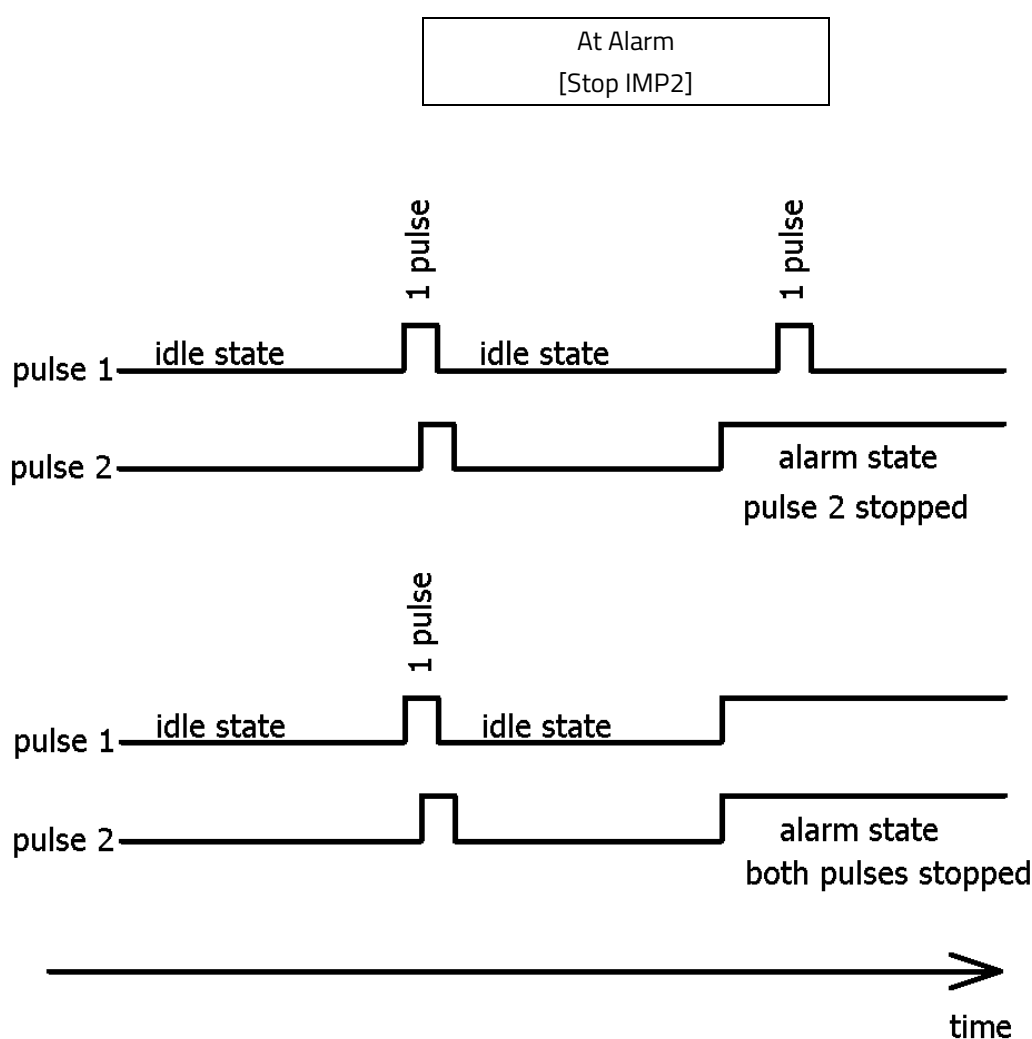 At Alarm
[Stop IMP2]
1 pulse
1 pulse
idle state
idle state
pulse 1
pulse 2
alarm state
pulse 2 stopped
1 pulse
idle state
idle state
pulse 1
pulse 2
alarm state
both pulses stopped
time